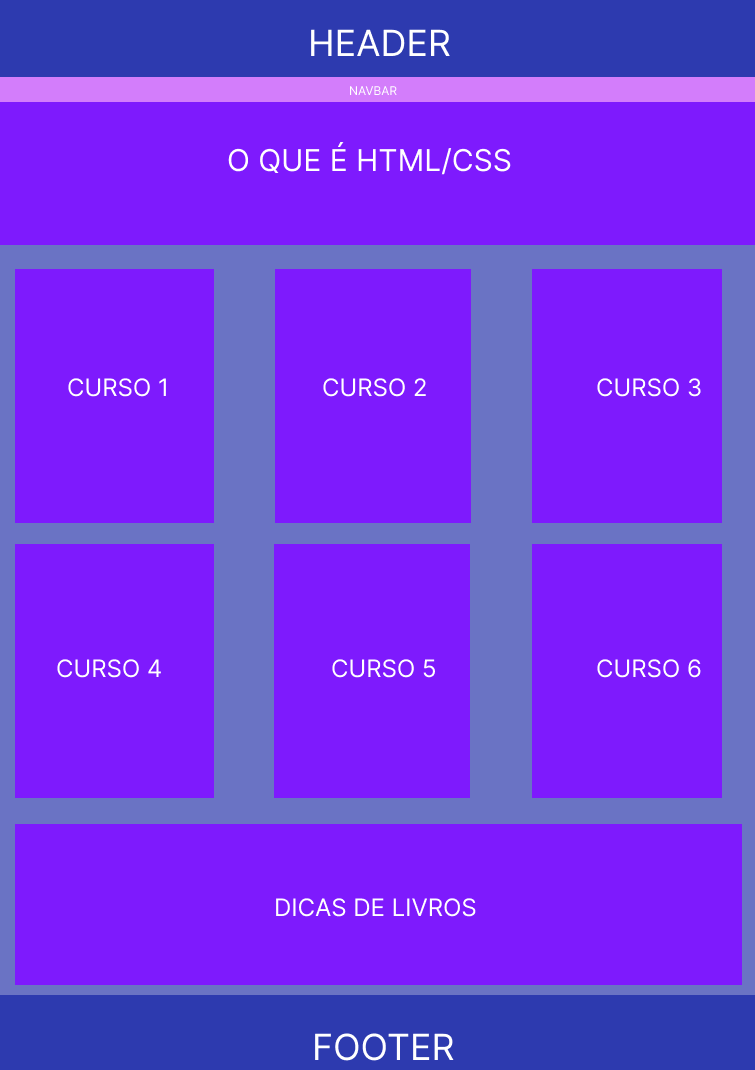 HEADER
NAVBAR
O QUE É HTML/CSS
CURSO 1
CURSO 2
CURSO 3
CURSO 4
CURSO 5
CURSO 6
DICAS DE LIVROS
FOOTER